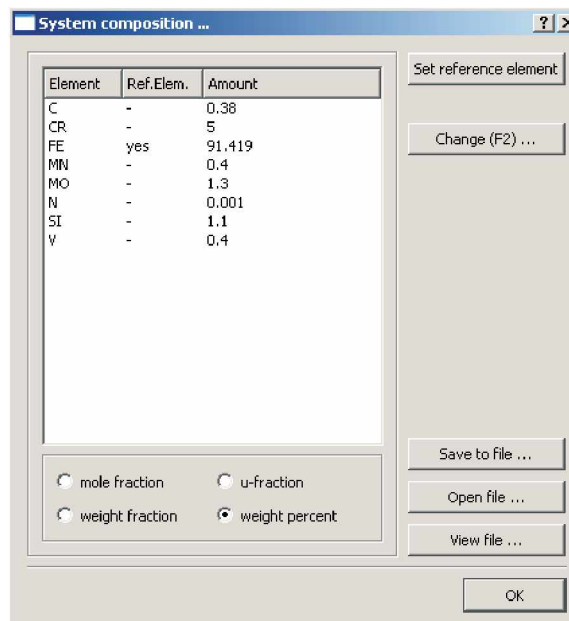 System composition ...
Set reference element
Element Ref.Elem. Amount
C - 0.38
CR - 5
FE yes 91.419
MN - 0.4
MO - 1.3
N - 0.001
SI - 1.1
V - 0.4
Change (F2) ...
mole fraction u-fraction
weight fraction weight percent
Save to file ...
Open file ...
View file ...
OK